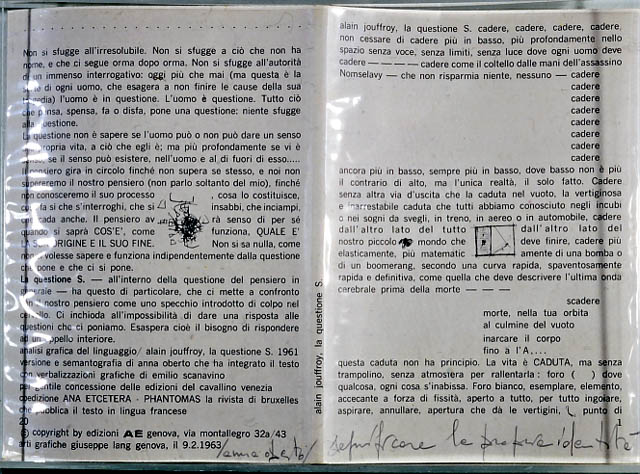 Non si sfugge all'irresolubile. Non si sfugge a ciò che non ha
nome, e che ci segue orma dopo orma. Non si sfugge all'autorità
di un immenso interrogativo: oggi più che mai (ma questa è la
di ogni uomo, che esagera a non finire le cause della sua
l'uomo è in questione. L'uomo è questione. Tutto ciò
che pensa, spensa, fa o disfa, pone una questione: niente sfugge
alla questione.
La questione non è sapere se l'uomo può o non può dare un senso
propria vita, a ciò che egli è; ma più profondamente se vi è
se il senso può esistere, nell'uomo e al di fuori di esso.....
Il pensiero gira in circolo finché non supera se stesso, e noi non
supereremo il nostro pensiero (non parlo soltanto del mio), finché
non conosceremo il suo processo , cosa lo costituisce,
cosa fa si che s'interroghi, che si inabbi, che inciampi,
cada anche. Il pensiero av rà senso di per sé
quando si saprà COS'E', come funziona, QUALE E'
LA SUA ORIGINE E IL SUO FINE. Non si sa nulla, come
volesse sapere e funziona indipendentemente dalla questione
che pone e che ci si pone.
La questione S. — all'interno della questione del pensiero in
generale — ha questo di particolare, che ci mette a confronto
nostro pensiero come uno specchio introdotto di colpo nel
cervello. Ci inchioda all'impossibilità di dare una risposta alle
questioni che ci poniamo. Esaspera cioè il bisogno di rispondere
ad un appello interiore.
analisi grafica del linguaggio/ alain jouffroy, la questione S. 1961
versione e semantografia di anna oberto che ha integrato il testo
con verbalizzazioni grafiche di emilio scanavino
per gentile concessione delle edizioni del cavallino venezia
coedizione ANA ETCETERA - PHANTOMAS la rivista di bruxelles
che pubblica il testo in lingua francese
20
© copyright by edizioni AE genova, via montallegro 32a/43
arti grafiche giuseppe lang genova, il 9.2.1963
/anna oberto/
alain jouffroy, la questione S.
alain jouffroy, la questione S. cadere, cadere, cadere, cadere,
non cessare di cadere più in basso, più profondamente nello
spazio senza voce, senza limiti, senza luce dove ogni uomo deve
cadere — — — — cadere come il coltello dalle mani dell'assassino
Nomselavy — che non risparmia niente, nessuno — cadere
cadere
cadere
cadere
cadere
cadere
cadere
cadere
ancora più in basso, sempre più in basso, dove basso non è più
il contrario di alto, ma l'unica realtà, il solo fatto. Cadere
senza altra via d'uscita che la caduta nel vuoto, la vertiginosa
e inarrestabile caduta che tutti abbiamo conosciuto negli incubi
o nei sogni da svegli, in treno, in aereo o in automobile, cadere
dall'altro lato del tutto dall'altro lato del
nostro piccolo mondo che deve finire, cadere più
elasticamente, più matematic amente di una bomba o
di un boomerang, secondo una curva rapida, spaventosamente
rapida e definitiva, come quella che deve descrivere l'ultima onda
cerebrale prima della morte — — —
scadere
morte, nella tua orbita
al culmine del vuoto
inarcare il corpo
fino à l'A....
questa caduta non ha principio. La vita è CADUTA, ma senza
trampolino, senza atmosfera per rallentarla: foro ( ) dove
qualcosa, ogni cosa s'inabissa. Foro bianco, esemplare, elemento,
accecante a forza di fissità, aperto a tutto, per tutto ingoiare,
aspirare, annullare, apertura che dà le vertigini, punto di
1
significare la propria identità